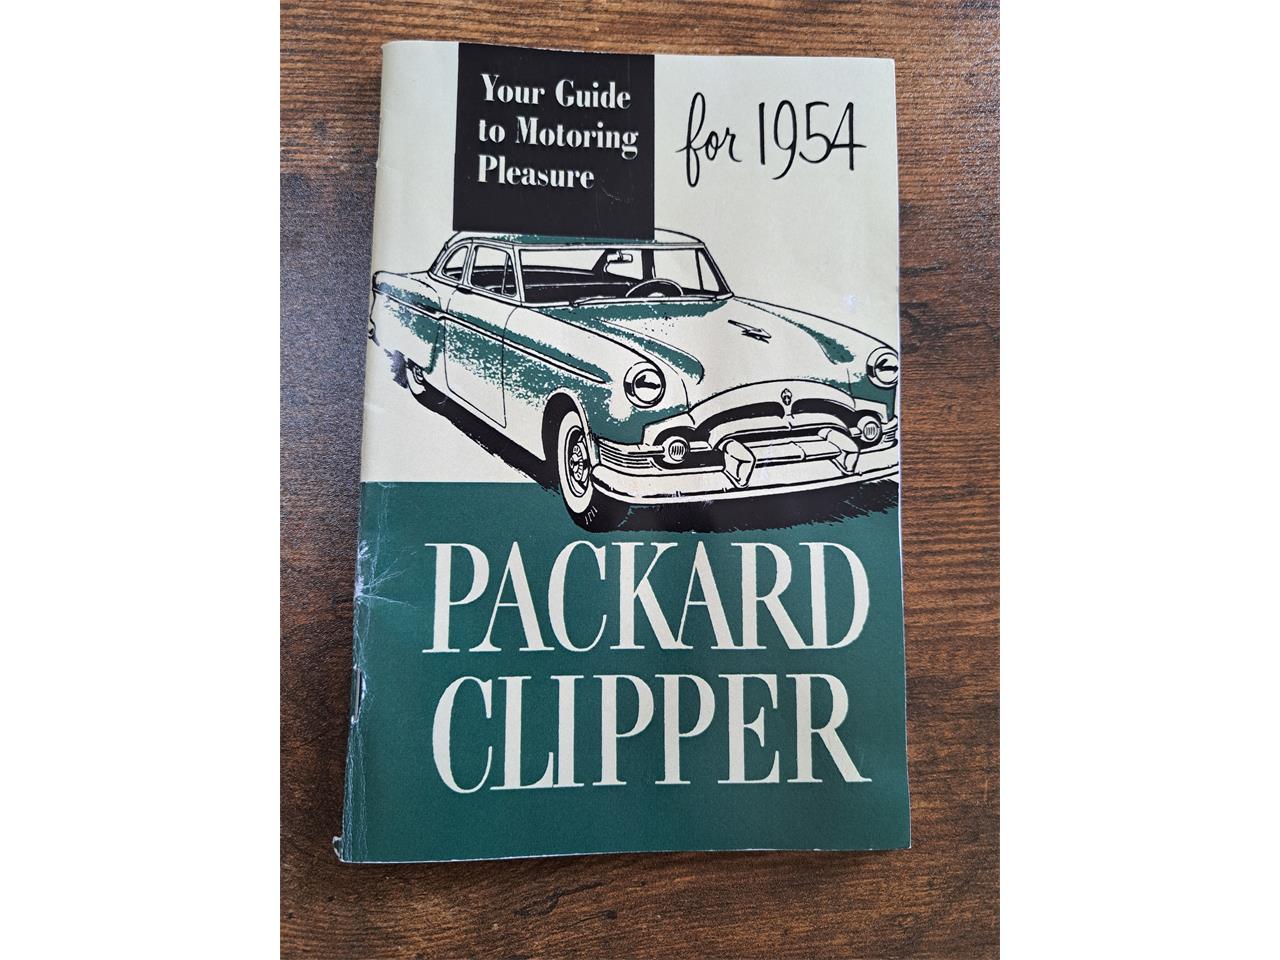 Your Guide
to Motoring
Pleasure
for 1954
PACKARD
CLIPPER